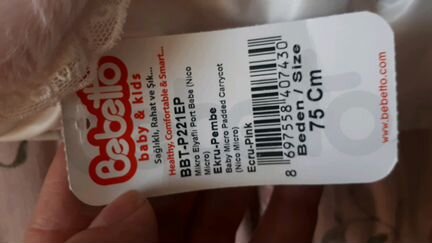 Bebetto
baby & kids
Sağlıklı, Rahat ve Şık...
Healthy, Comfortable & Smart...
BBT-P221EP
Mikro Elyafli Port Bebe (Nico
Micro)
Ekru-Pembe
Baby Micro Padded Carrycot
(Nico Micro)
Ecru-Pink
8 697558 407430
Beden / Size
75 Cm
www.bebetto.com